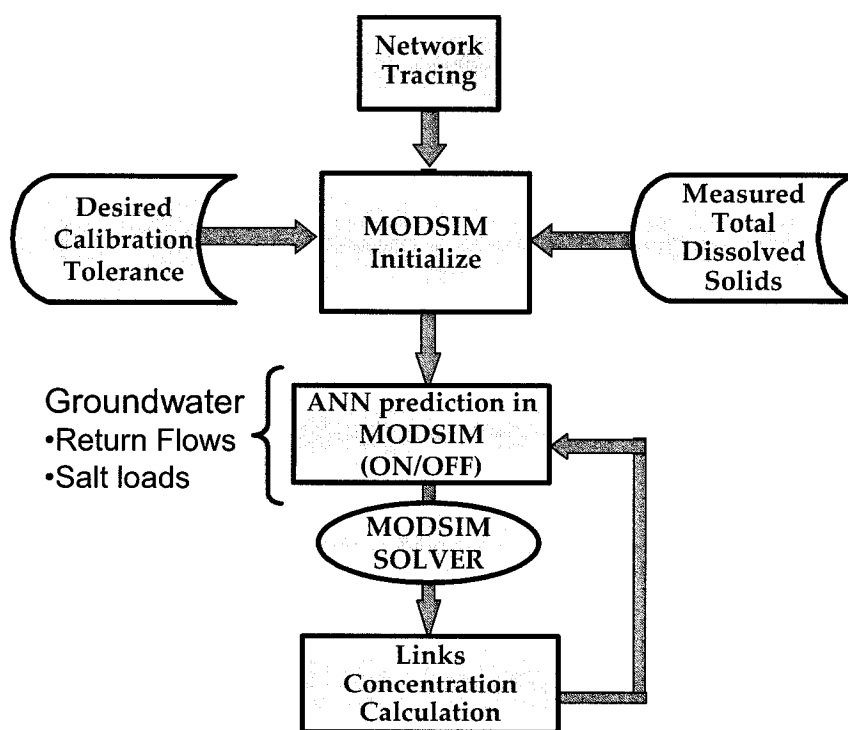 Network
Tracing
Desired
Calibration
Tolerance
MODSIM
Initialize
Measured
Total
Dissolved
Solids
Groundwater
•Return Flows
•Salt loads
ANN prediction in
MODSIM
(ON/OFF)
MODSIM
SOLVER
Links
Concentration
Calculation